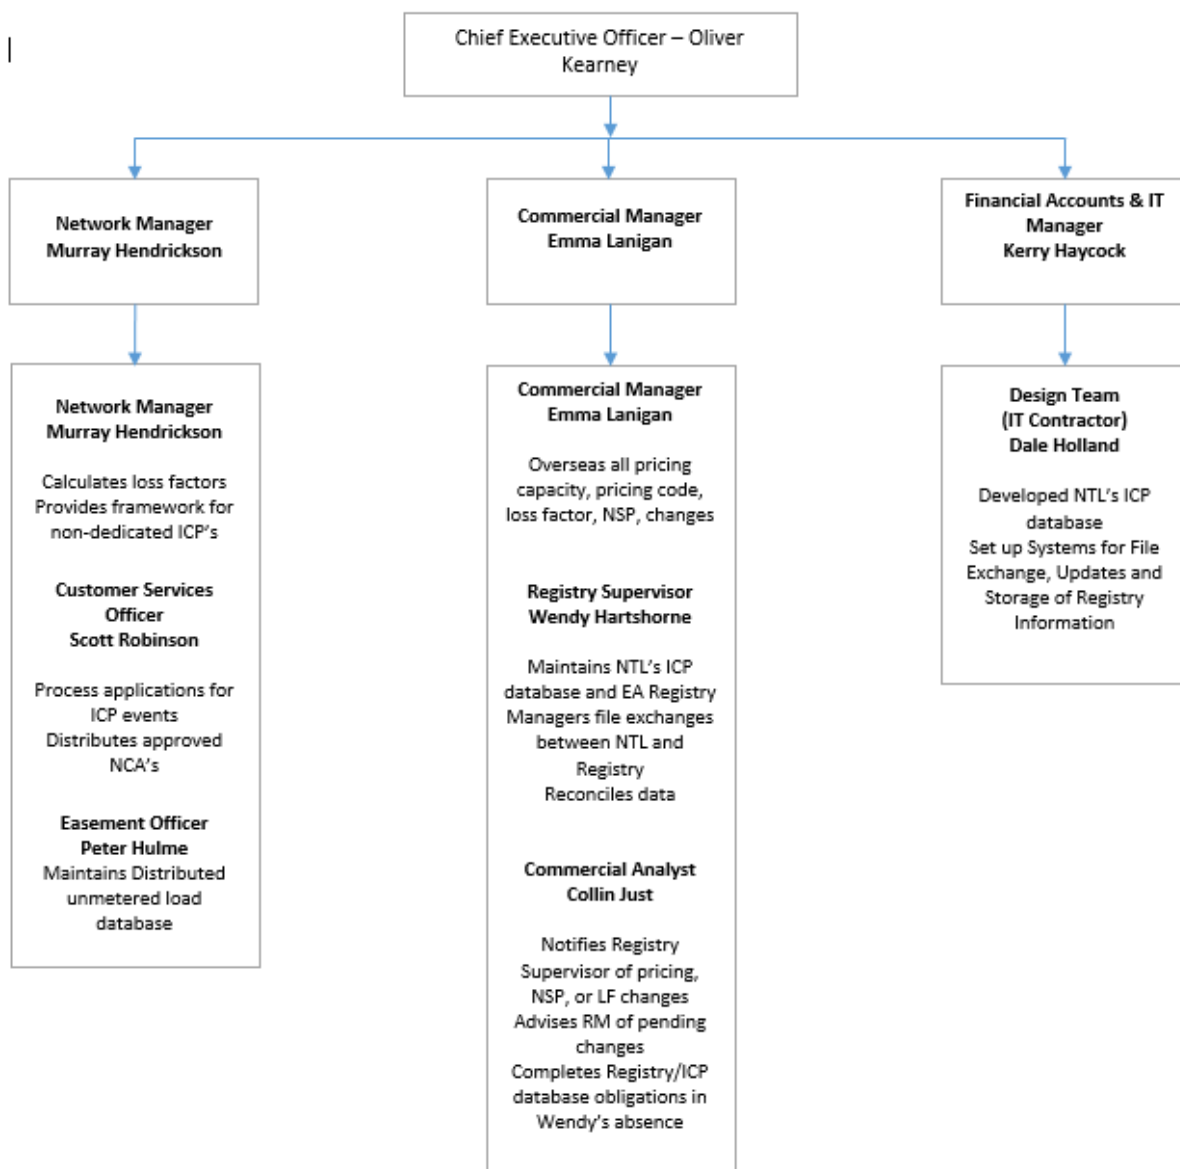 Chief Executive Officer – Oliver
Kearney
Network Manager
Murray Hendrickson
Commercial Manager
Emma Lanigan
Financial Accounts & IT
Manager
Kerry Haycock
Network Manager
Murray Hendrickson
Calculates loss factors
Provides framework for
non-dedicated ICP's
Customer Services
Officer
Scott Robinson
Process applications for
ICP events
Distributes approved
NCA's
Easement Officer
Peter Hulme
Maintains Distributed
unmetered load
database
Commercial Manager
Emma Lanigan
Overseas all pricing
capacity, pricing code,
loss factor, NSP, changes
Registry Supervisor
Wendy Hartshorne
Maintains NTL's ICP
database and EA Registry
Managers file exchanges
between NTL and
Registry
Reconciles data
Commercial Analyst
Collin Just
Notifies Registry
Supervisor of pricing,
NSP, or LF changes
Advises RM of pending
changes
Completes Registry/ICP
database obligations in
Wendy's absence
Design Team
(IT Contractor)
Dale Holland
Developed NTL's ICP
database
Set up Systems for File
Exchange, Updates and
Storage of Registry
Information